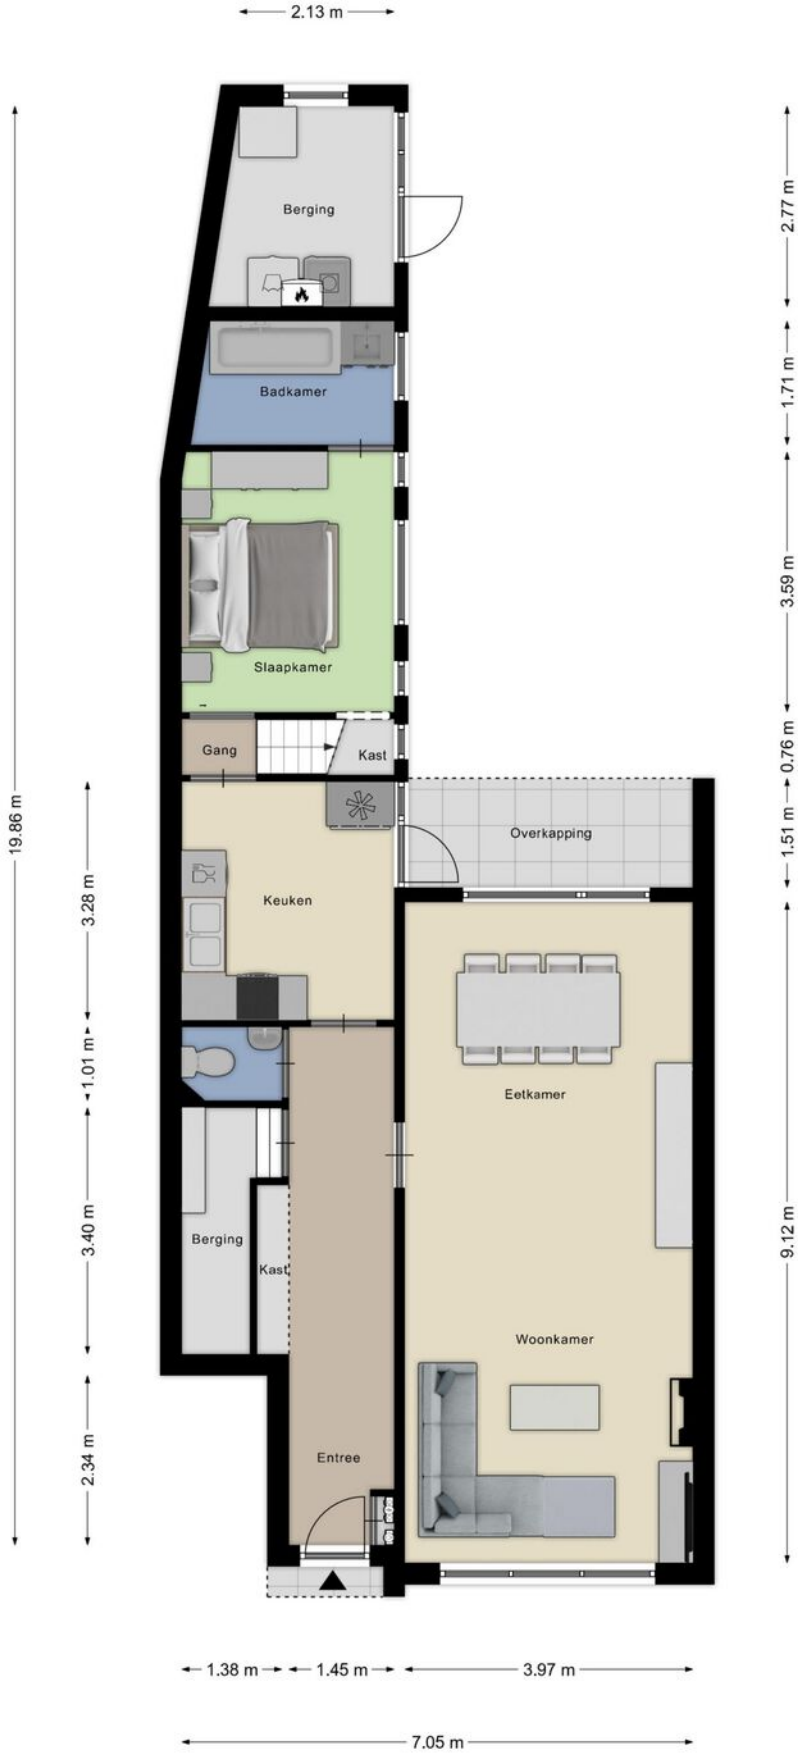 2.13 m
Berging
2.77 m
Badkamer
1.71 m
3.59 m
Slaapkamer
Gang
Kast
0.76 m
19.86 m
Overkapping
1.51 m
3.28 m
Keuken
1.01 m
Eetkamer
3.40 m
Berging
Kast
9.12 m
Woonkamer
2.34 m
Entree
1.38 m
1.45 m
3.97 m
7.05 m